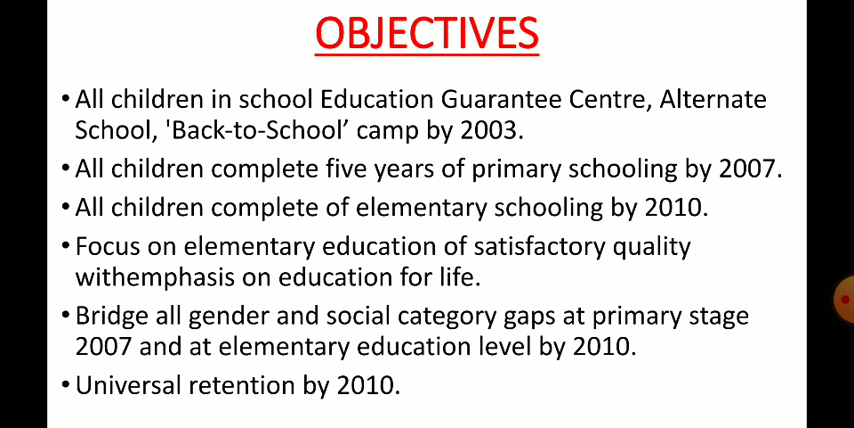 OBJECTIVES
• All children in school Education Guarantee Centre, Alternate
School, 'Back-to-School’ camp by 2003.
• All children complete five years of primary schooling by 2007.
• All children complete of elementary schooling by 2010.
• Focus on elementary education of satisfactory quality
withemphasis on education for life.
• Bridge all gender and social category gaps at primary stage
2007 and at elementary education level by 2010.
• Universal retention by 2010.